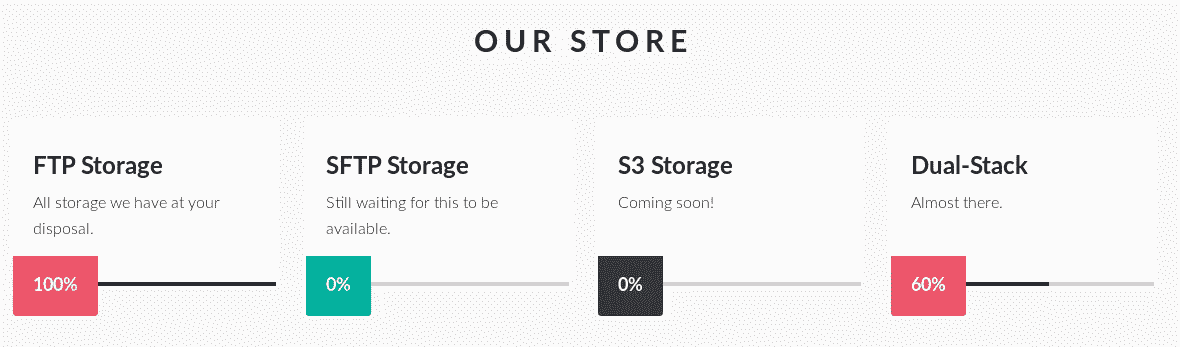 OUR STORE
FTP Storage
All storage we have at your
disposal.
100%
SFTP Storage
Still waiting for this to be
available.
0%
S3 Storage
Coming soon!
0%
Dual-Stack
Almost there.
60%